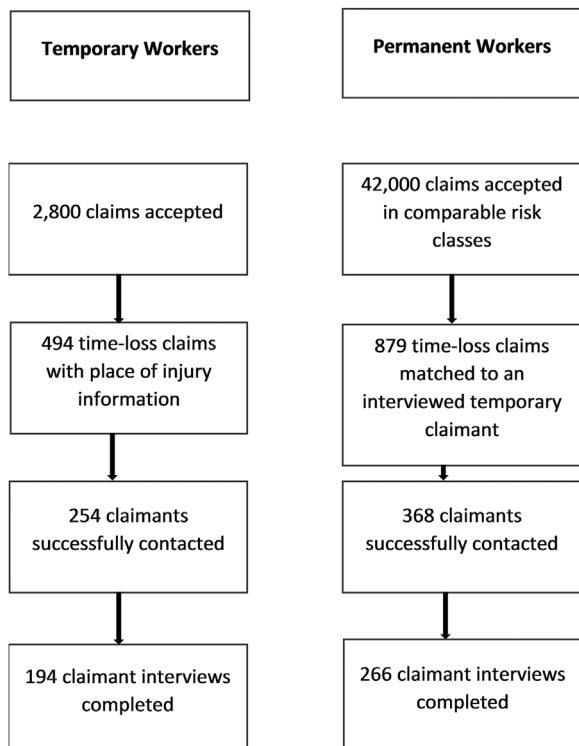 Temporary Workers
Permanent Workers
2,800 claims accepted
42,000 claims accepted
in comparable risk
classes
494 time-loss claims
with place of injury
information
879 time-loss claims
matched to an
interviewed temporary
claimant
254 claimants
successfully contacted
368 claimants
successfully contacted
194 claimant interviews
completed
266 claimant interviews
completed